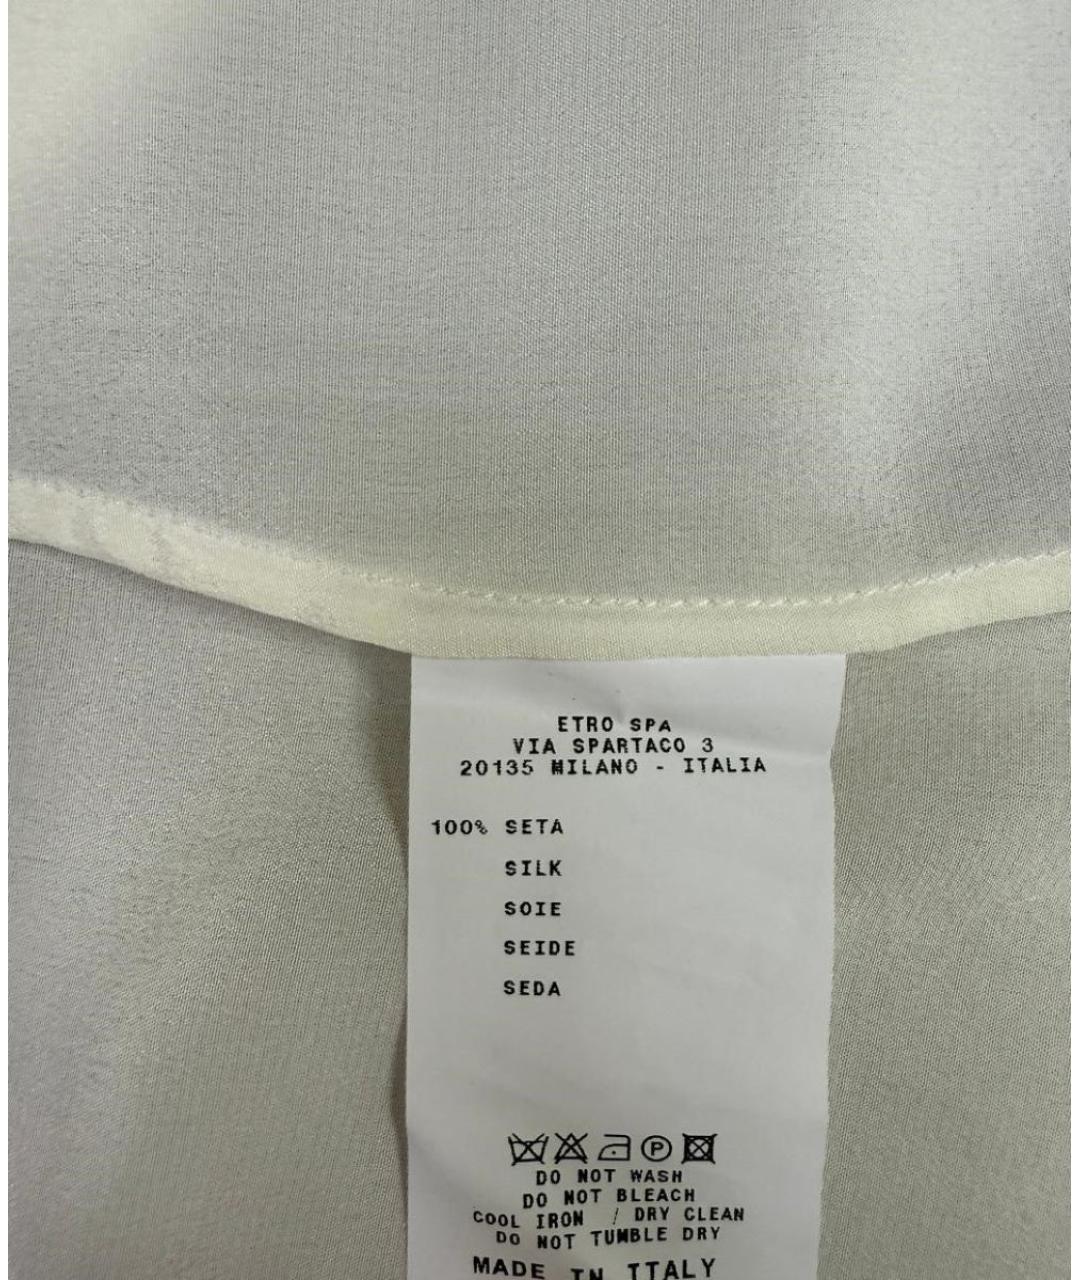 ETRO SPA
VIA SPARTACO 3
20135 MILANO - ITALIA
100% SETA
SILK
SOIE
SEIDE
SEDA
P
DO NOT WASH
DO NOT BLEACH
COOL IRON / DRY CLEAN
DO NOT TUMBLE DRY
MADE IN ITALY